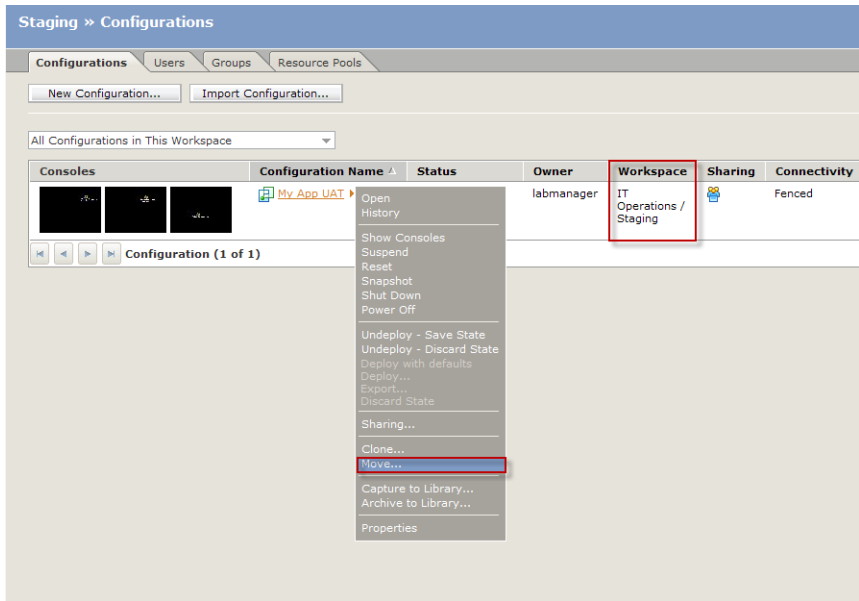 Staging » Configurations
Configurations Users Groups Resource Pools
New Configuration... Import Configuration...
All Configurations in This Workspace
Consoles Configuration Name Status Owner Workspace Sharing Connectivity
My App UAT labmanager IT Operations / Staging Fenced
Open
History
Show Consoles
Suspend
Reset
Snapshot
Shut Down
Power Off
Undeploy - Save State
Undeploy - Discard State
Deploy with defaults
Deploy...
Export...
Discard State
Sharing...
Clone...
Move...
Capture to Library...
Archive to Library...
Properties
Configuration (1 of 1)